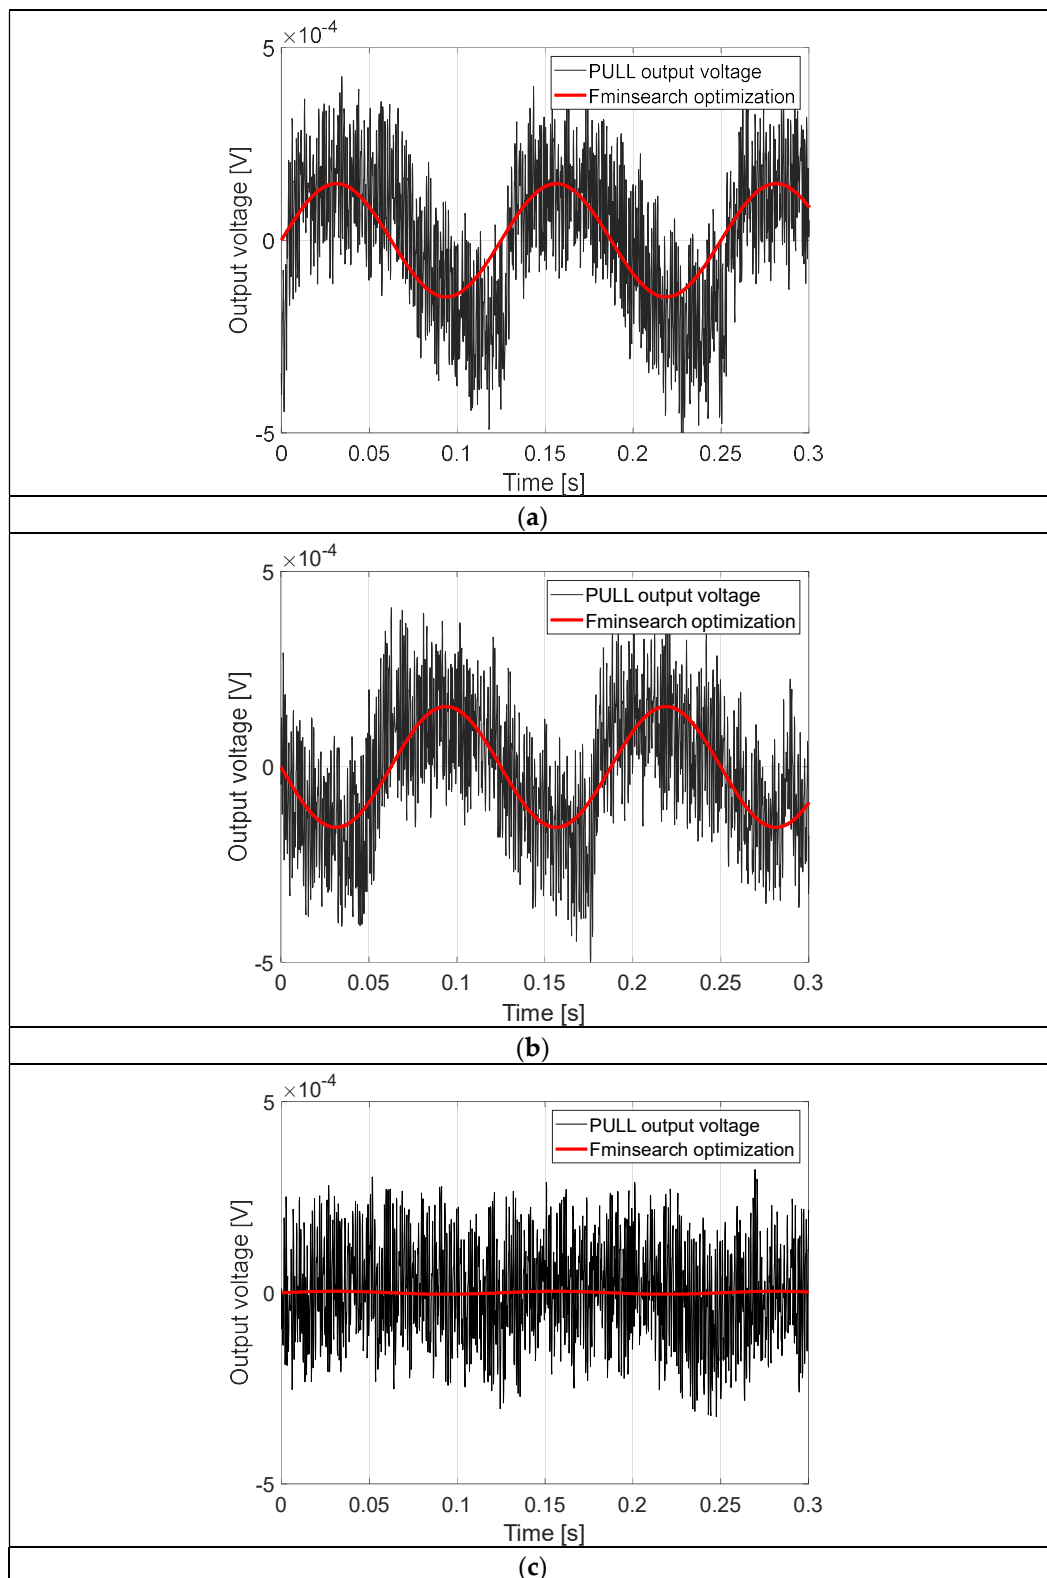 ×10-4
5
PULL output voltage
Fminsearch optimization
Output voltage [V]
0
-5
0 0.05 0.1 0.15 0.2 0.25 0.3
Time [s]
(a)
×10-4
5
PULL output voltage
Fminsearch optimization
Output voltage [V]
0
-5
0 0.05 0.1 0.15 0.2 0.25 0.3
Time [s]
(b)
×10-4
5
PULL output voltage
Fminsearch optimization
Output voltage [V]
0
-5
0 0.05 0.1 0.15 0.2 0.25 0.3
Time [s]
(c)